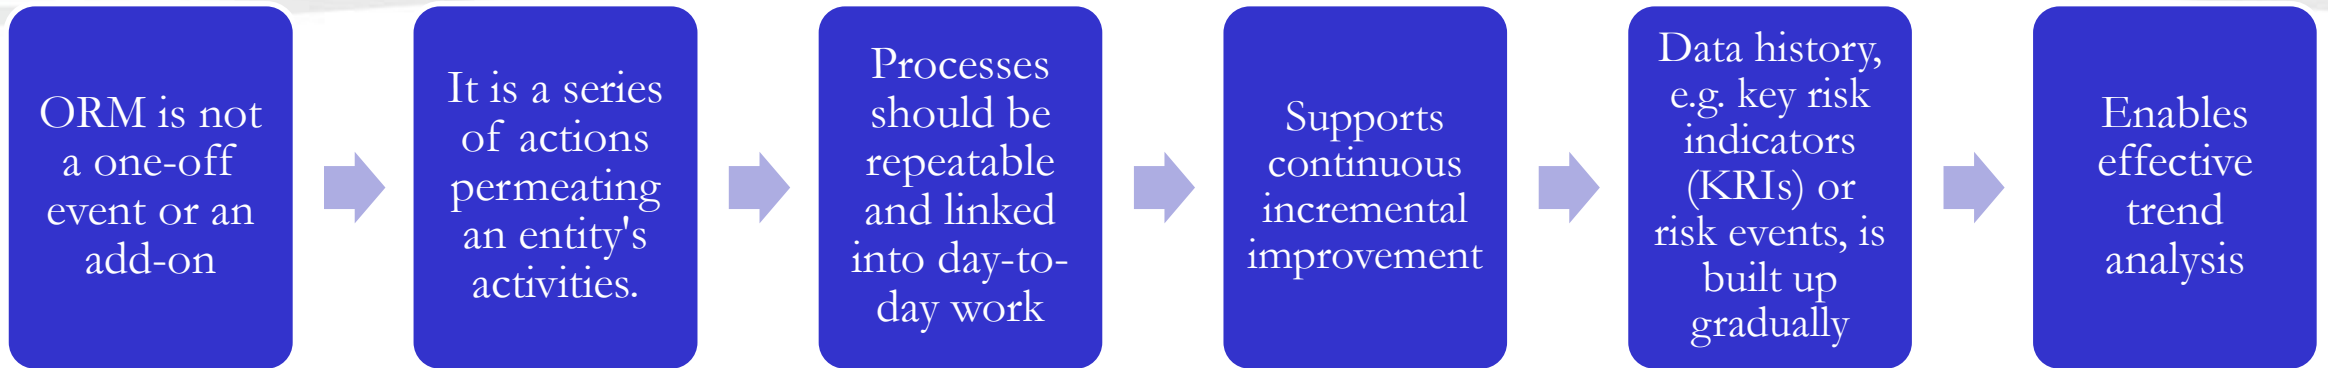 ORM is not
a one-off
event or an
add-on
It is a series
of actions
permeating
an entity's
activities.
Processes
should be
repeatable
and linked
into day-to-
day work
Supports
continuous
incremental
improvement
Data history,
e.g. key risk
indicators
(KRIs) or
risk events, is
built up
gradually
Enables
effective
trend
analysis